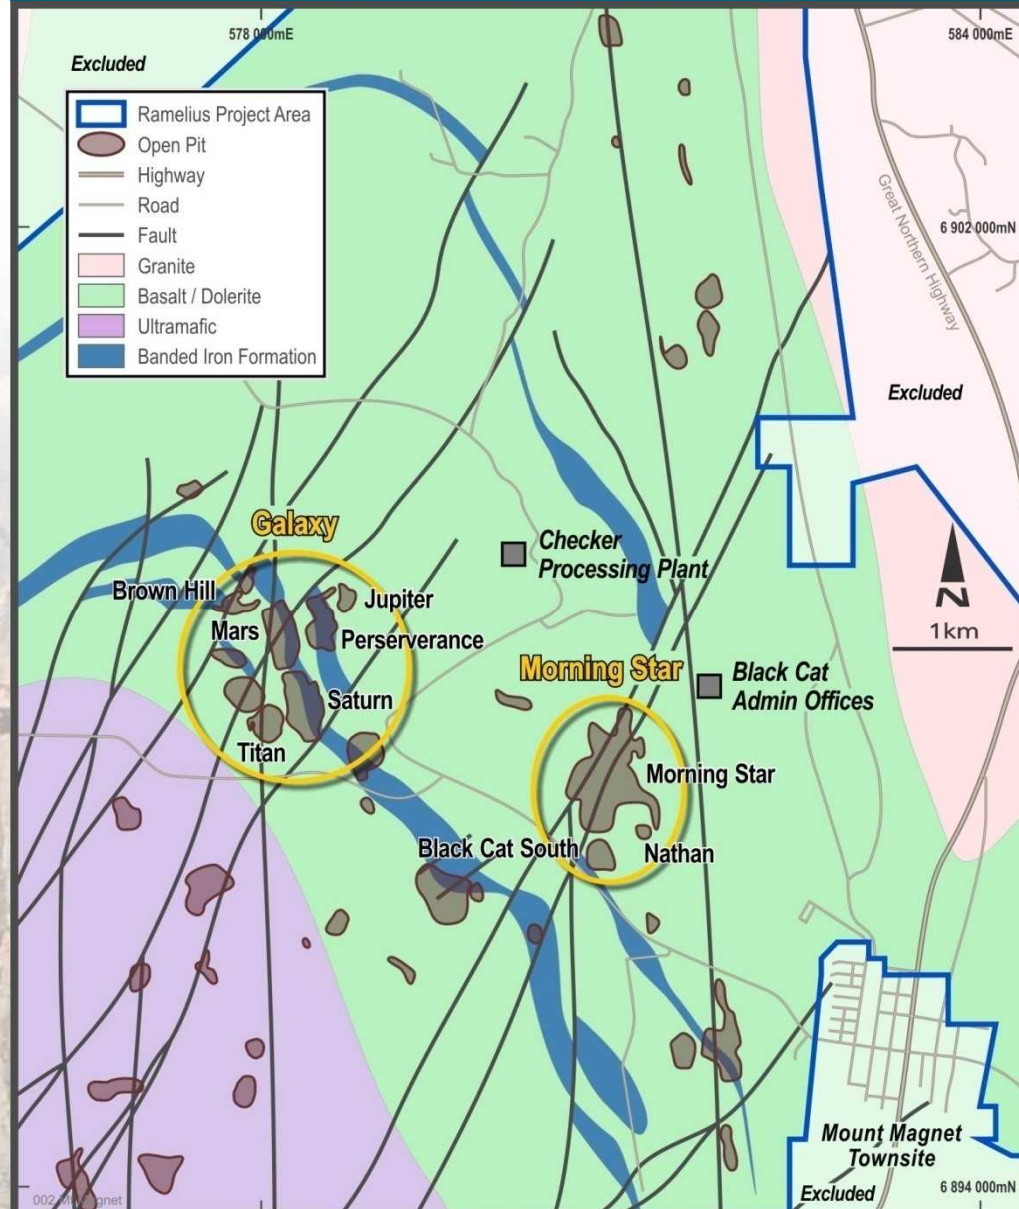 578 000mE
584 000mE
Excluded
Ramelius Project Area
Open Pit
Highway
Road
Fault
Granite
Basalt / Dolerite
Ultramafic
Banded Iron Formation
Great Northern Highway
6 902 000mN
Excluded
Galaxy
Checker
Processing Plant
Brown Hill
Jupiter
Mars
Perserverance
N
1km
Morning Star
Black Cat
Admin Offices
Saturn
Titan
Morning Star
Black Cat South
Nathan
Mount Magnet
Townsite
Excluded
6 894 000mN
002